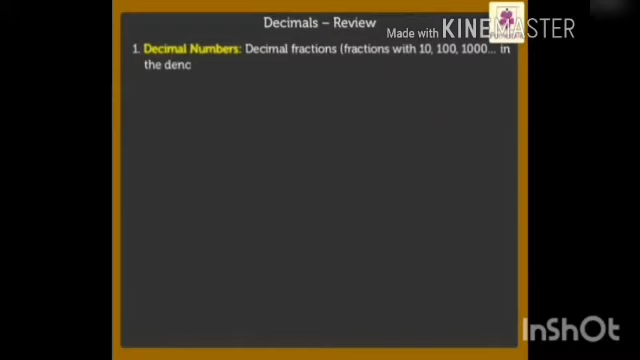 Decimals – Review
Made with KINEMASTER
1. Decimal Numbers: Decimal fractions (fractions with 10, 100, 1000... in
the denc
InShOt